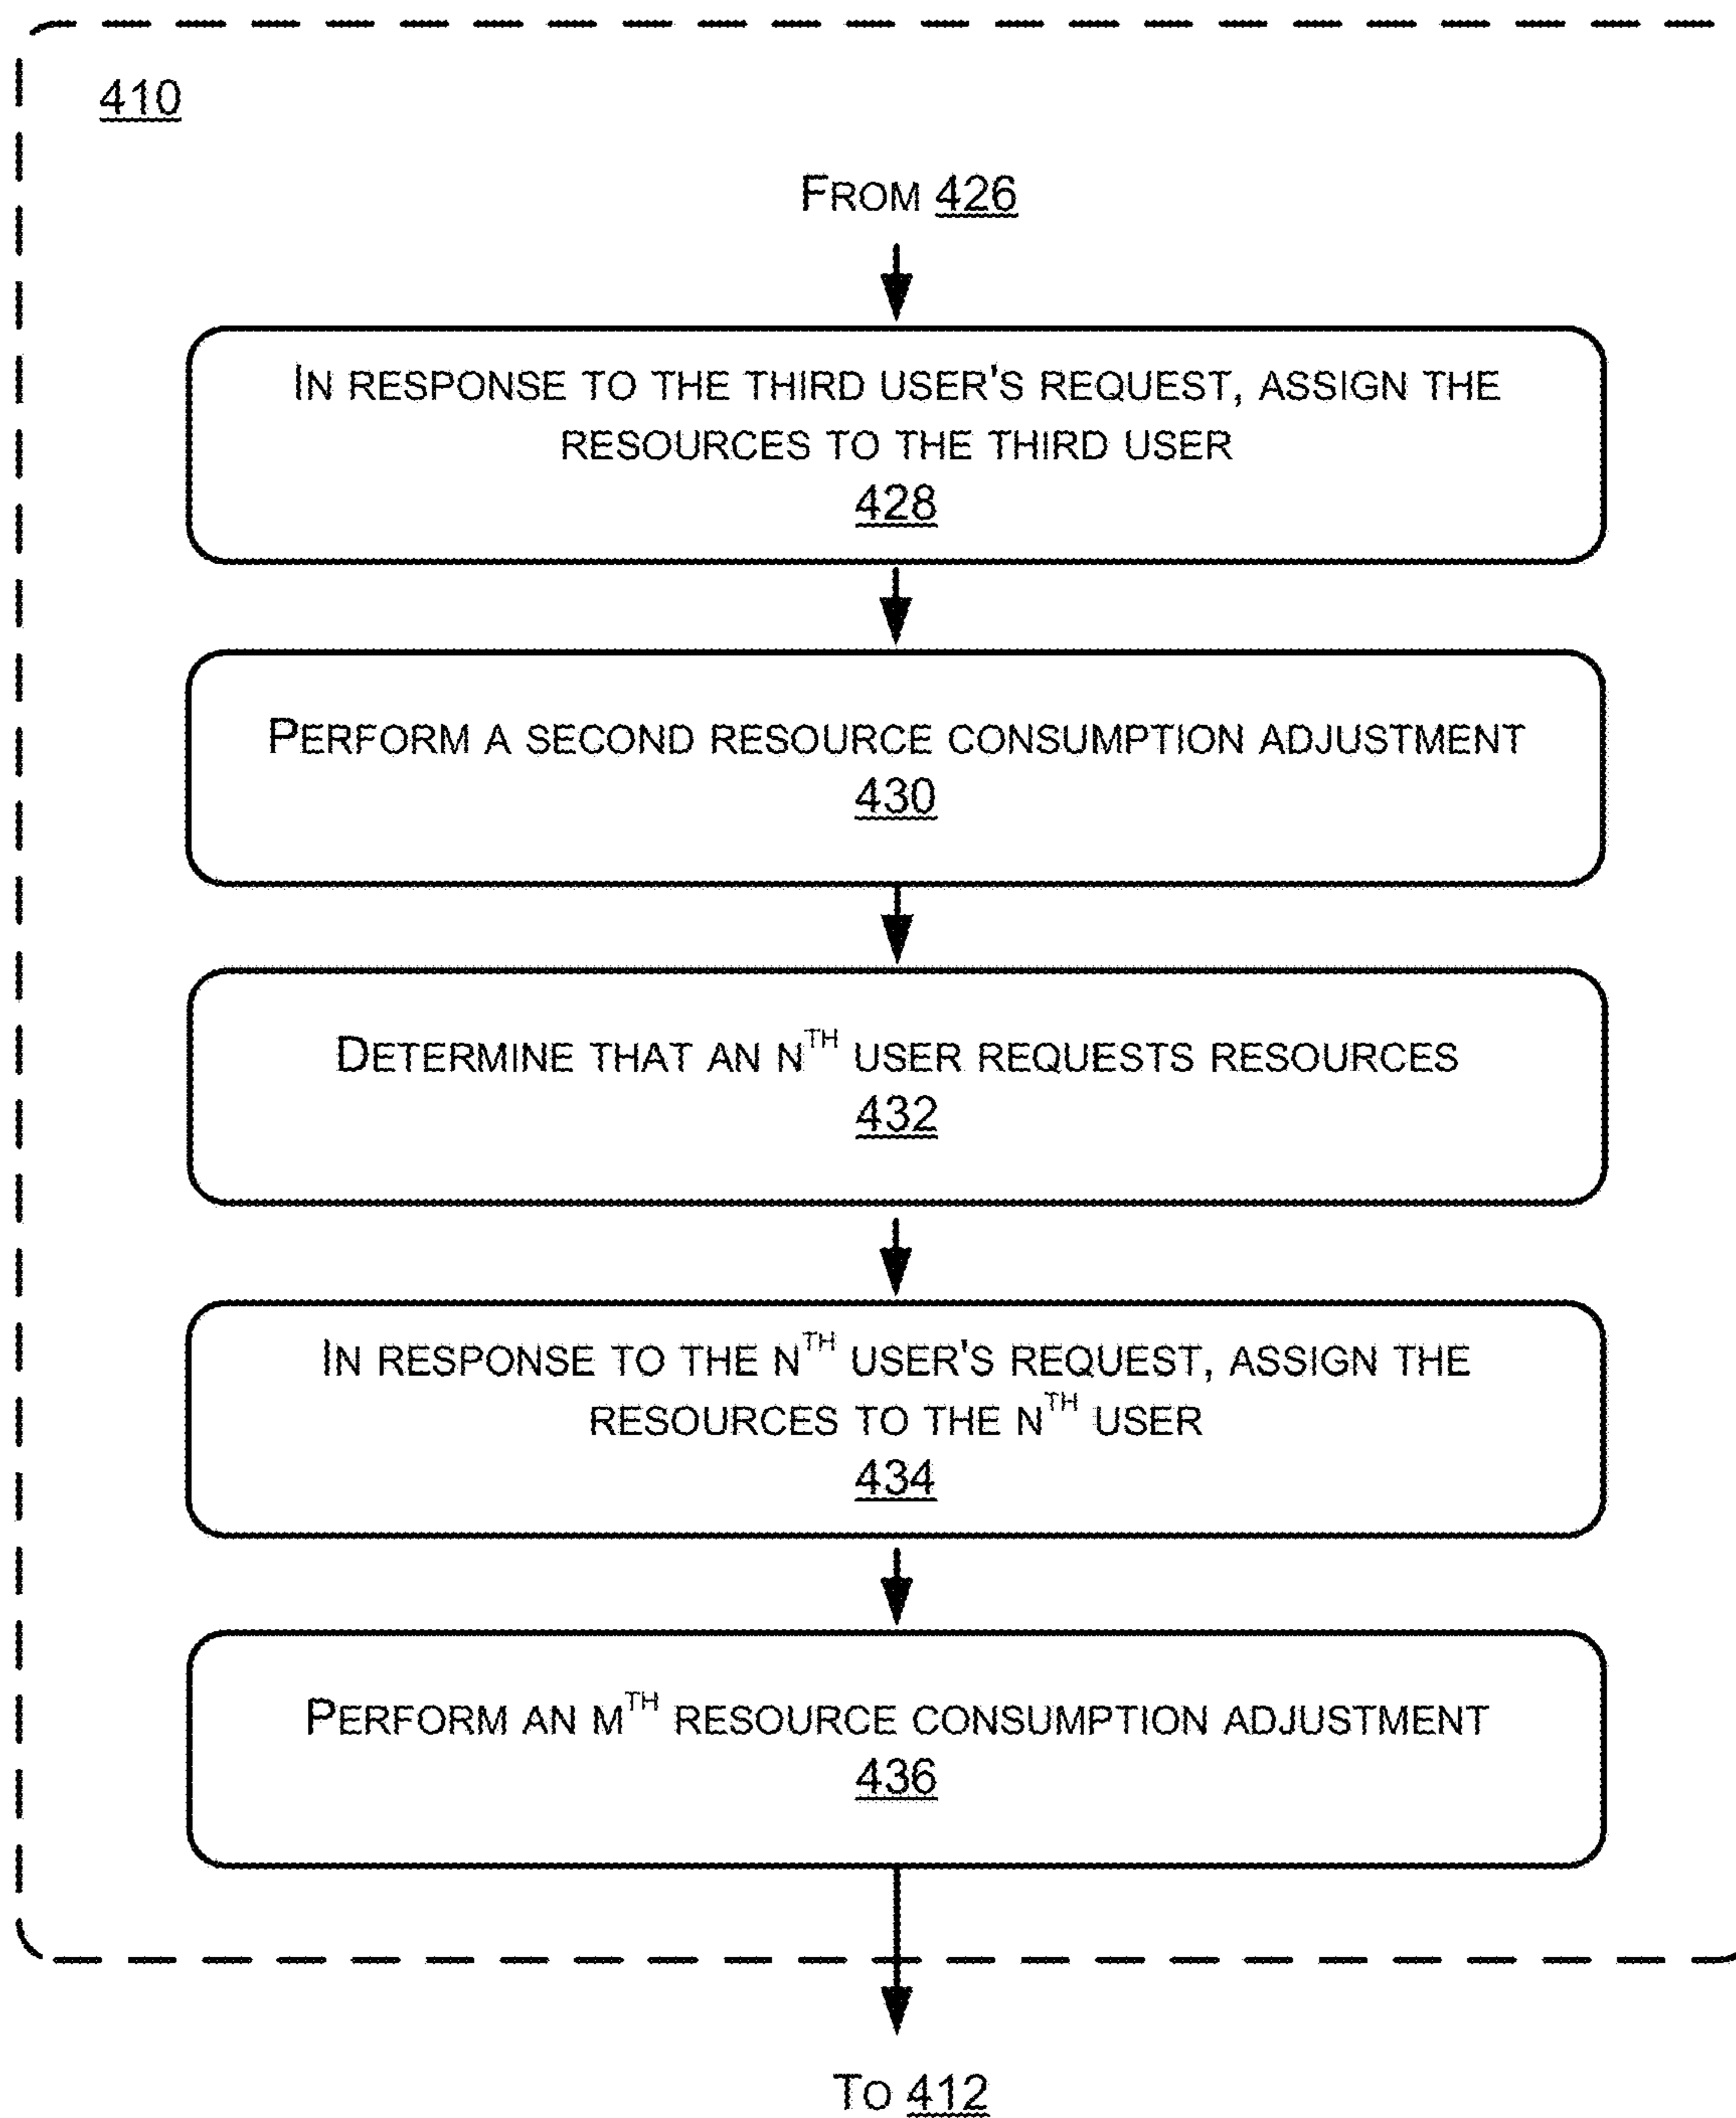 410
FROM 426
IN RESPONSE TO THE THIRD USER'S REQUEST, ASSIGN THE
RESOURCES TO THE THIRD USER
428
PERFORM A SECOND RESOURCE CONSUMPTION ADJUSTMENT
430
DETERMINE THAT AN NTH USER REQUESTS RESOURCES
432
IN RESPONSE TO THE NTH USER'S REQUEST, ASSIGN THE
RESOURCES TO THE NTH USER
434
PERFORM AN MTH RESOURCE CONSUMPTION ADJUSTMENT
436
TO 412